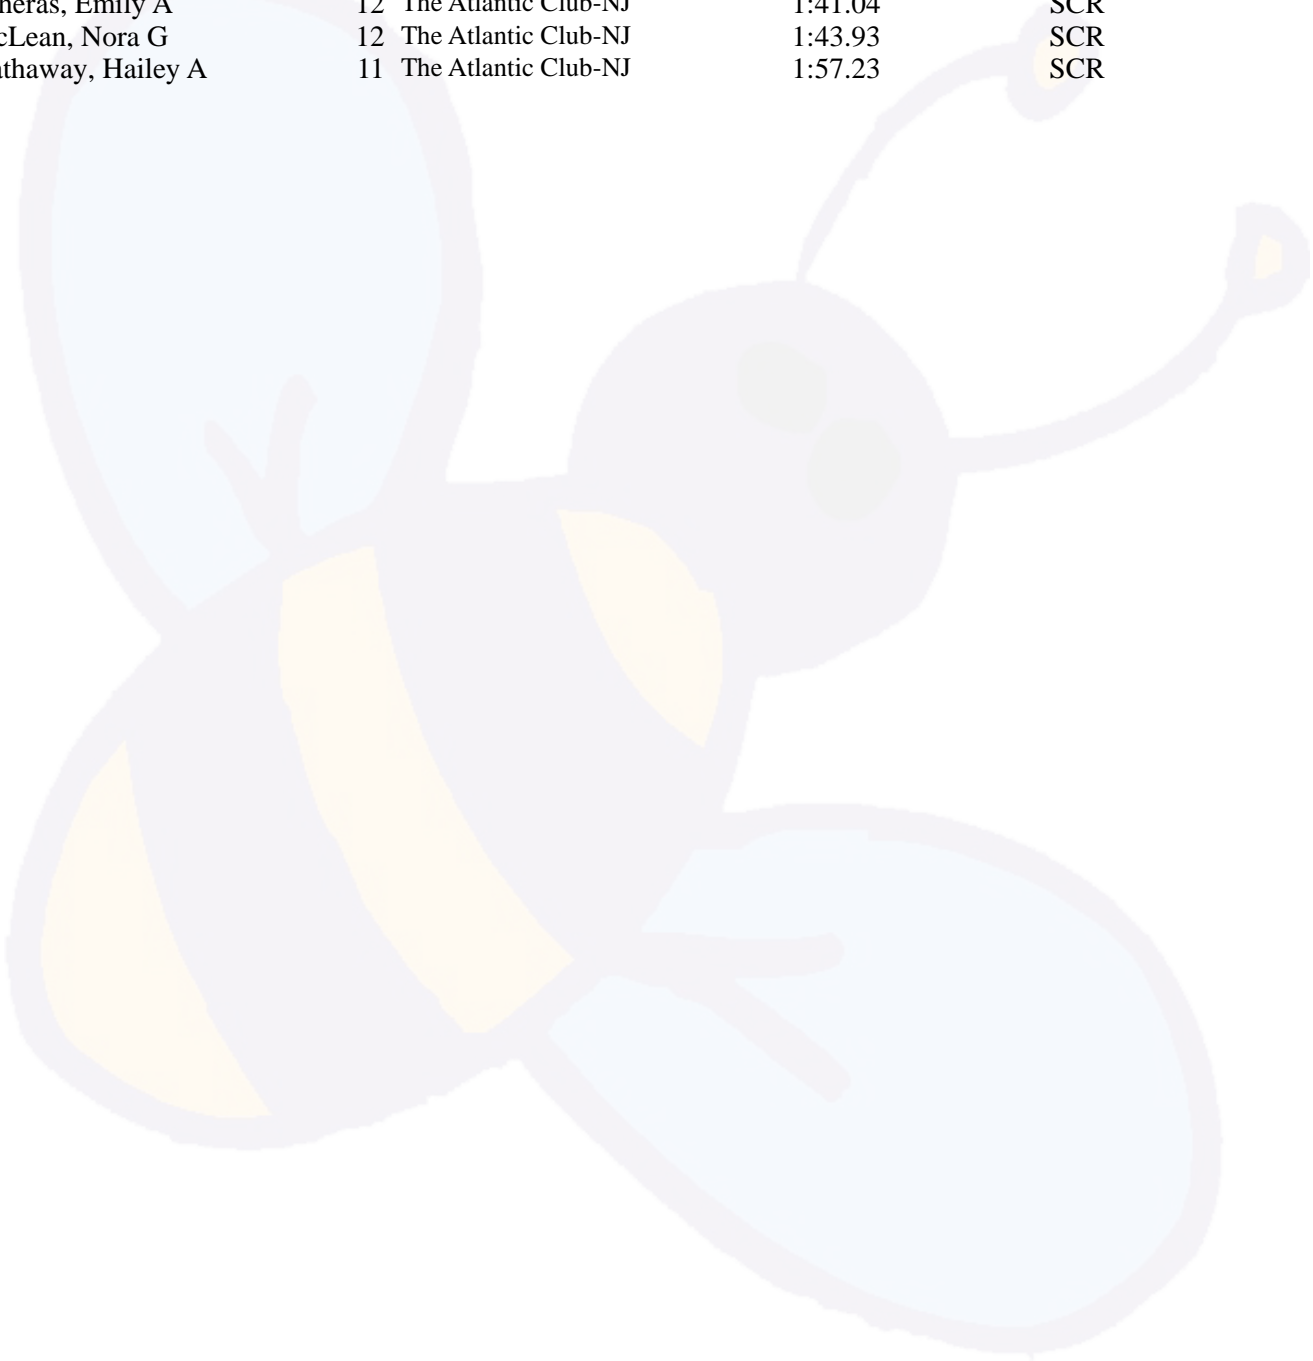 heras, Emily A 12 The Atlantic Club-NJ 1:41.04 SCR
cLean, Nora G 12 The Atlantic Club-NJ 1:43.93 SCR
athaway, Hailey A 11 The Atlantic Club-NJ 1:57.23 SCR